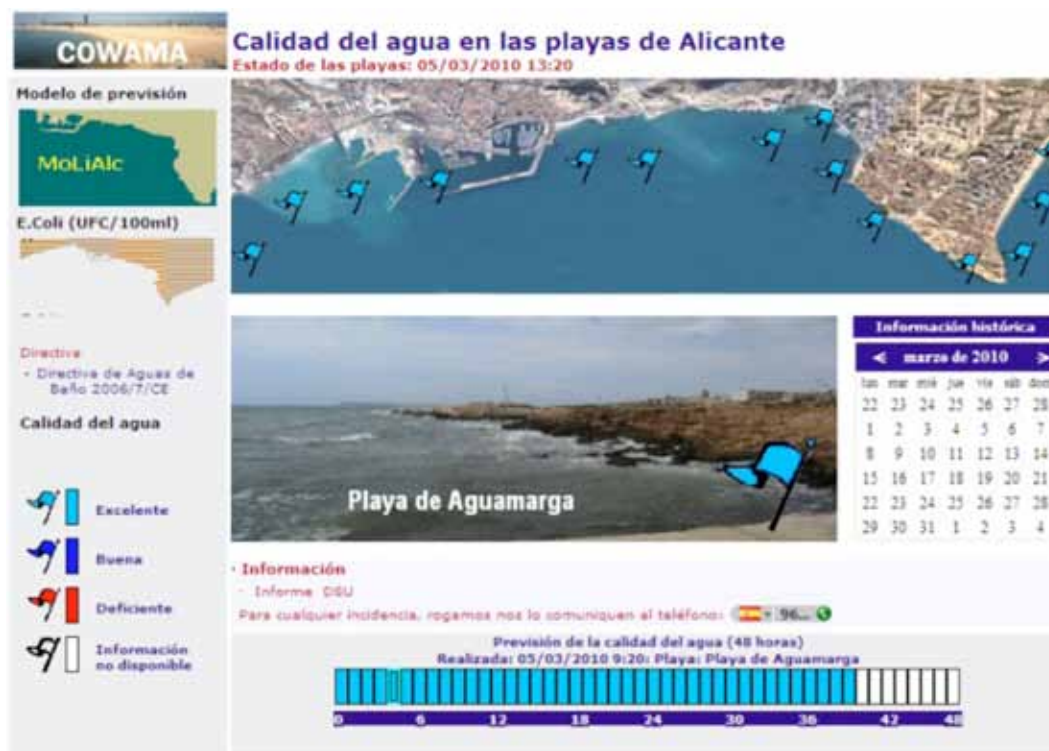 COWAMA
Calidad del agua en las playas de Alicante
Estado de las playas: 05/03/2010 13:20
Modelo de previsión
MoLiAlc
E.Coli (UFC/100ml)
Directiva
- Directiva de Aguas de
Baño 2006/7/CE
Calidad del agua
Excelente
Buena
Deficiente
Información
no disponible
Playa de Aguamarga
Información histórica
< marzo de 2010 >
lun mar mié jue vie sáb dom
22 23 24 25 26 27 28
1 2 3 4 5 6 7
8 9 10 11 12 13 14
15 16 17 18 19 20 21
22 23 24 25 26 27 28
29 30 31 1 2 3 4
· Información
- Informe DSU
Para cualquier incidencia, rogamos nos lo comuniquen al teléfono: 96...
Previsión de la calidad del agua (48 horas)
Realizada: 05/03/2010 9:20: Playa: Playa de Aguamarga
0 6 12 18 24 30 36 42 48